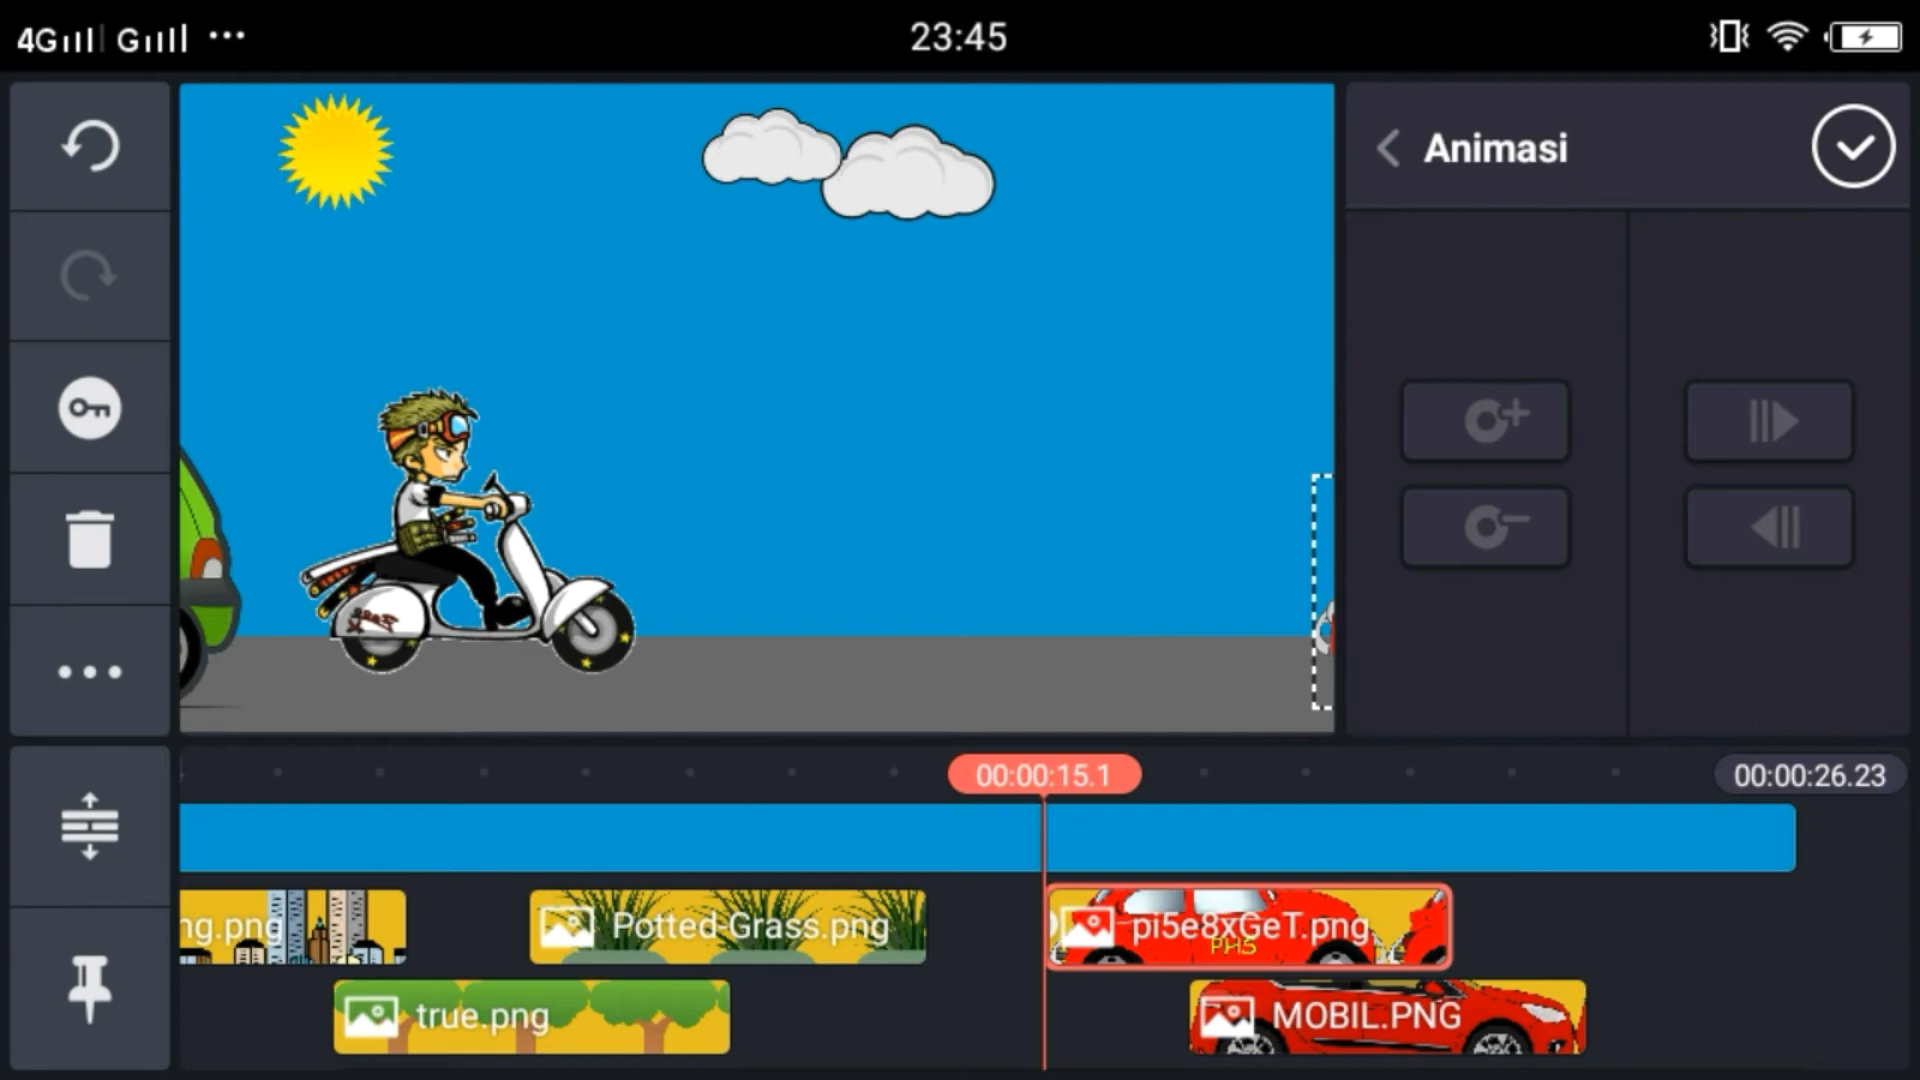 4G G ... 23:45
Animasi
00:00:15.1
00:00:26.23
ng.png
Potted-Grass.png
pi5e8xGeT.png
PHS
true.png
MOBIL.PNG